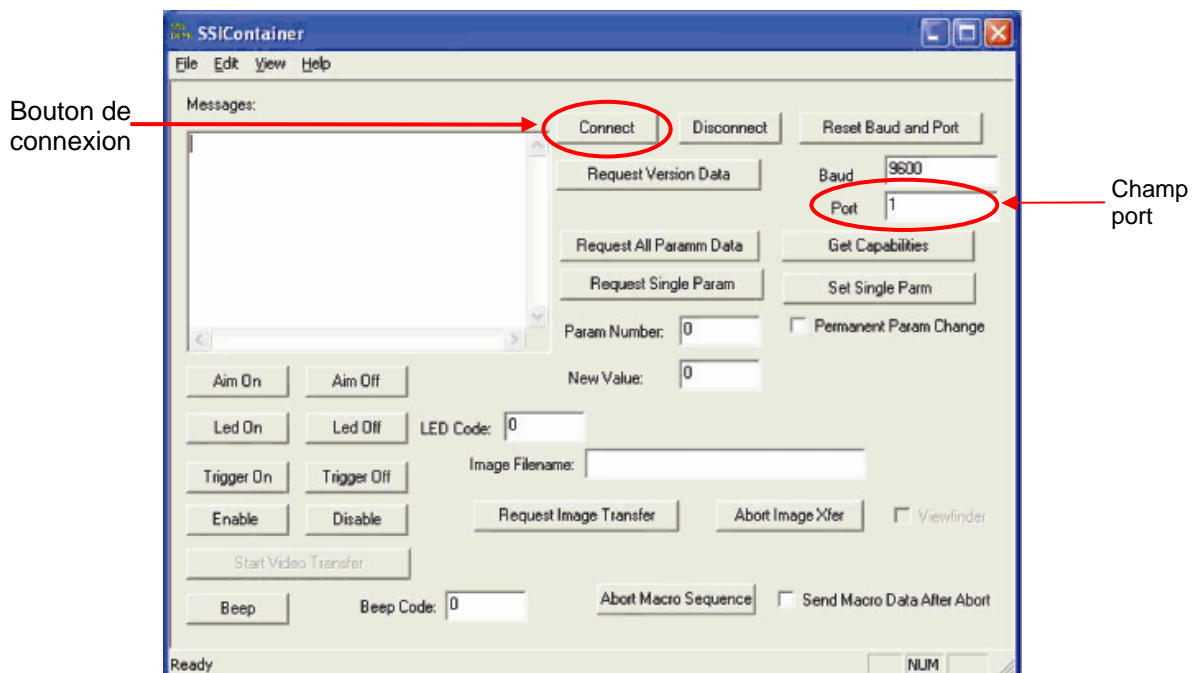 SSIContainer
File Edit View Help
Bouton de
connexion
Messages:
Connect
Disconnect
Reset Baud and Port
Request Version Data
Baud
9600
Port
1
Champ
port
Request All Paramm Data
Get Capabilities
Request Single Param
Set Single Parm
Param Number:
0
Permanent Param Change
Aim On
Aim Off
New Value:
0
Led On
Led Off
LED Code:
0
Image Filename:
Trigger On
Trigger Off
Enable
Disable
Request Image Transfer
Abort Image Xfer
Viewfinder
Start Video Transfer
Beep
Beep Code:
0
Abort Macro Sequence
Send Macro Data After Abort
Ready
NUM